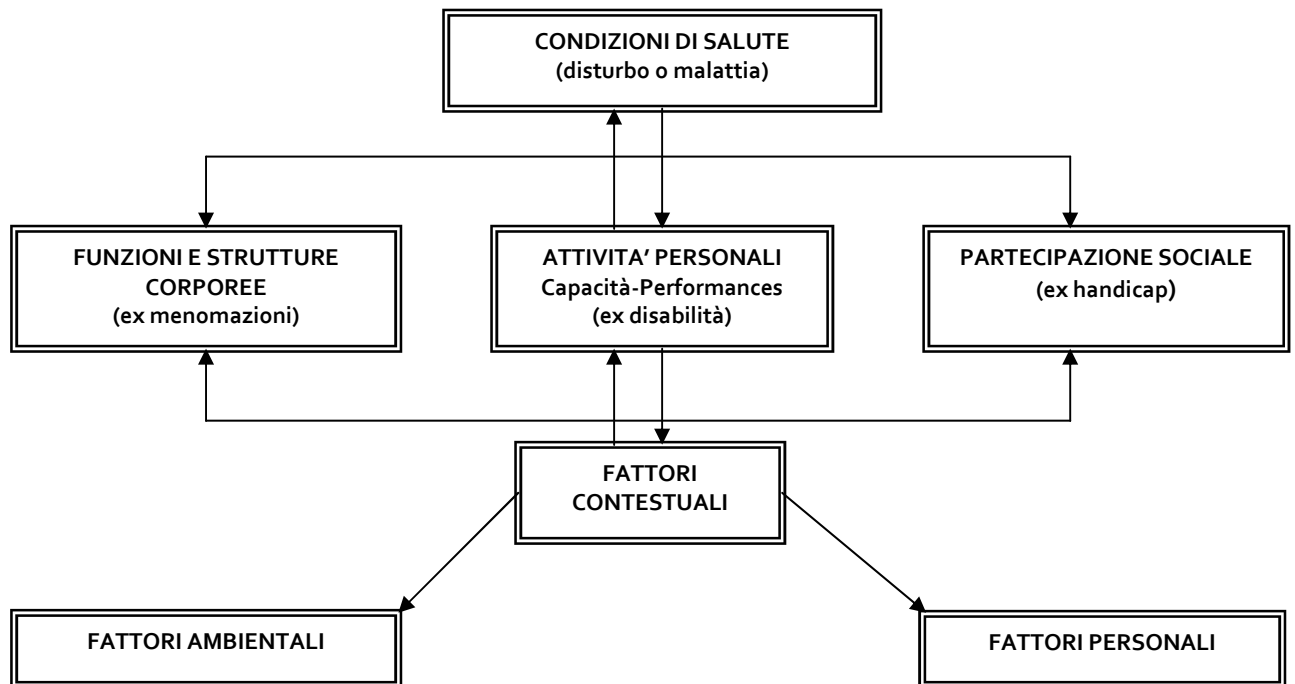 CONDIZIONI DI SALUTE
(disturbo o malattia)
FUNZIONI E STRUTTURE
CORPOREE
(ex menomazioni)
ATTIVITA’ PERSONALI
Capacità-Performances
(ex disabilità)
PARTECIPAZIONE SOCIALE
(ex handicap)
FATTORI
CONTESTUALI
FATTORI AMBIENTALI
FATTORI PERSONALI